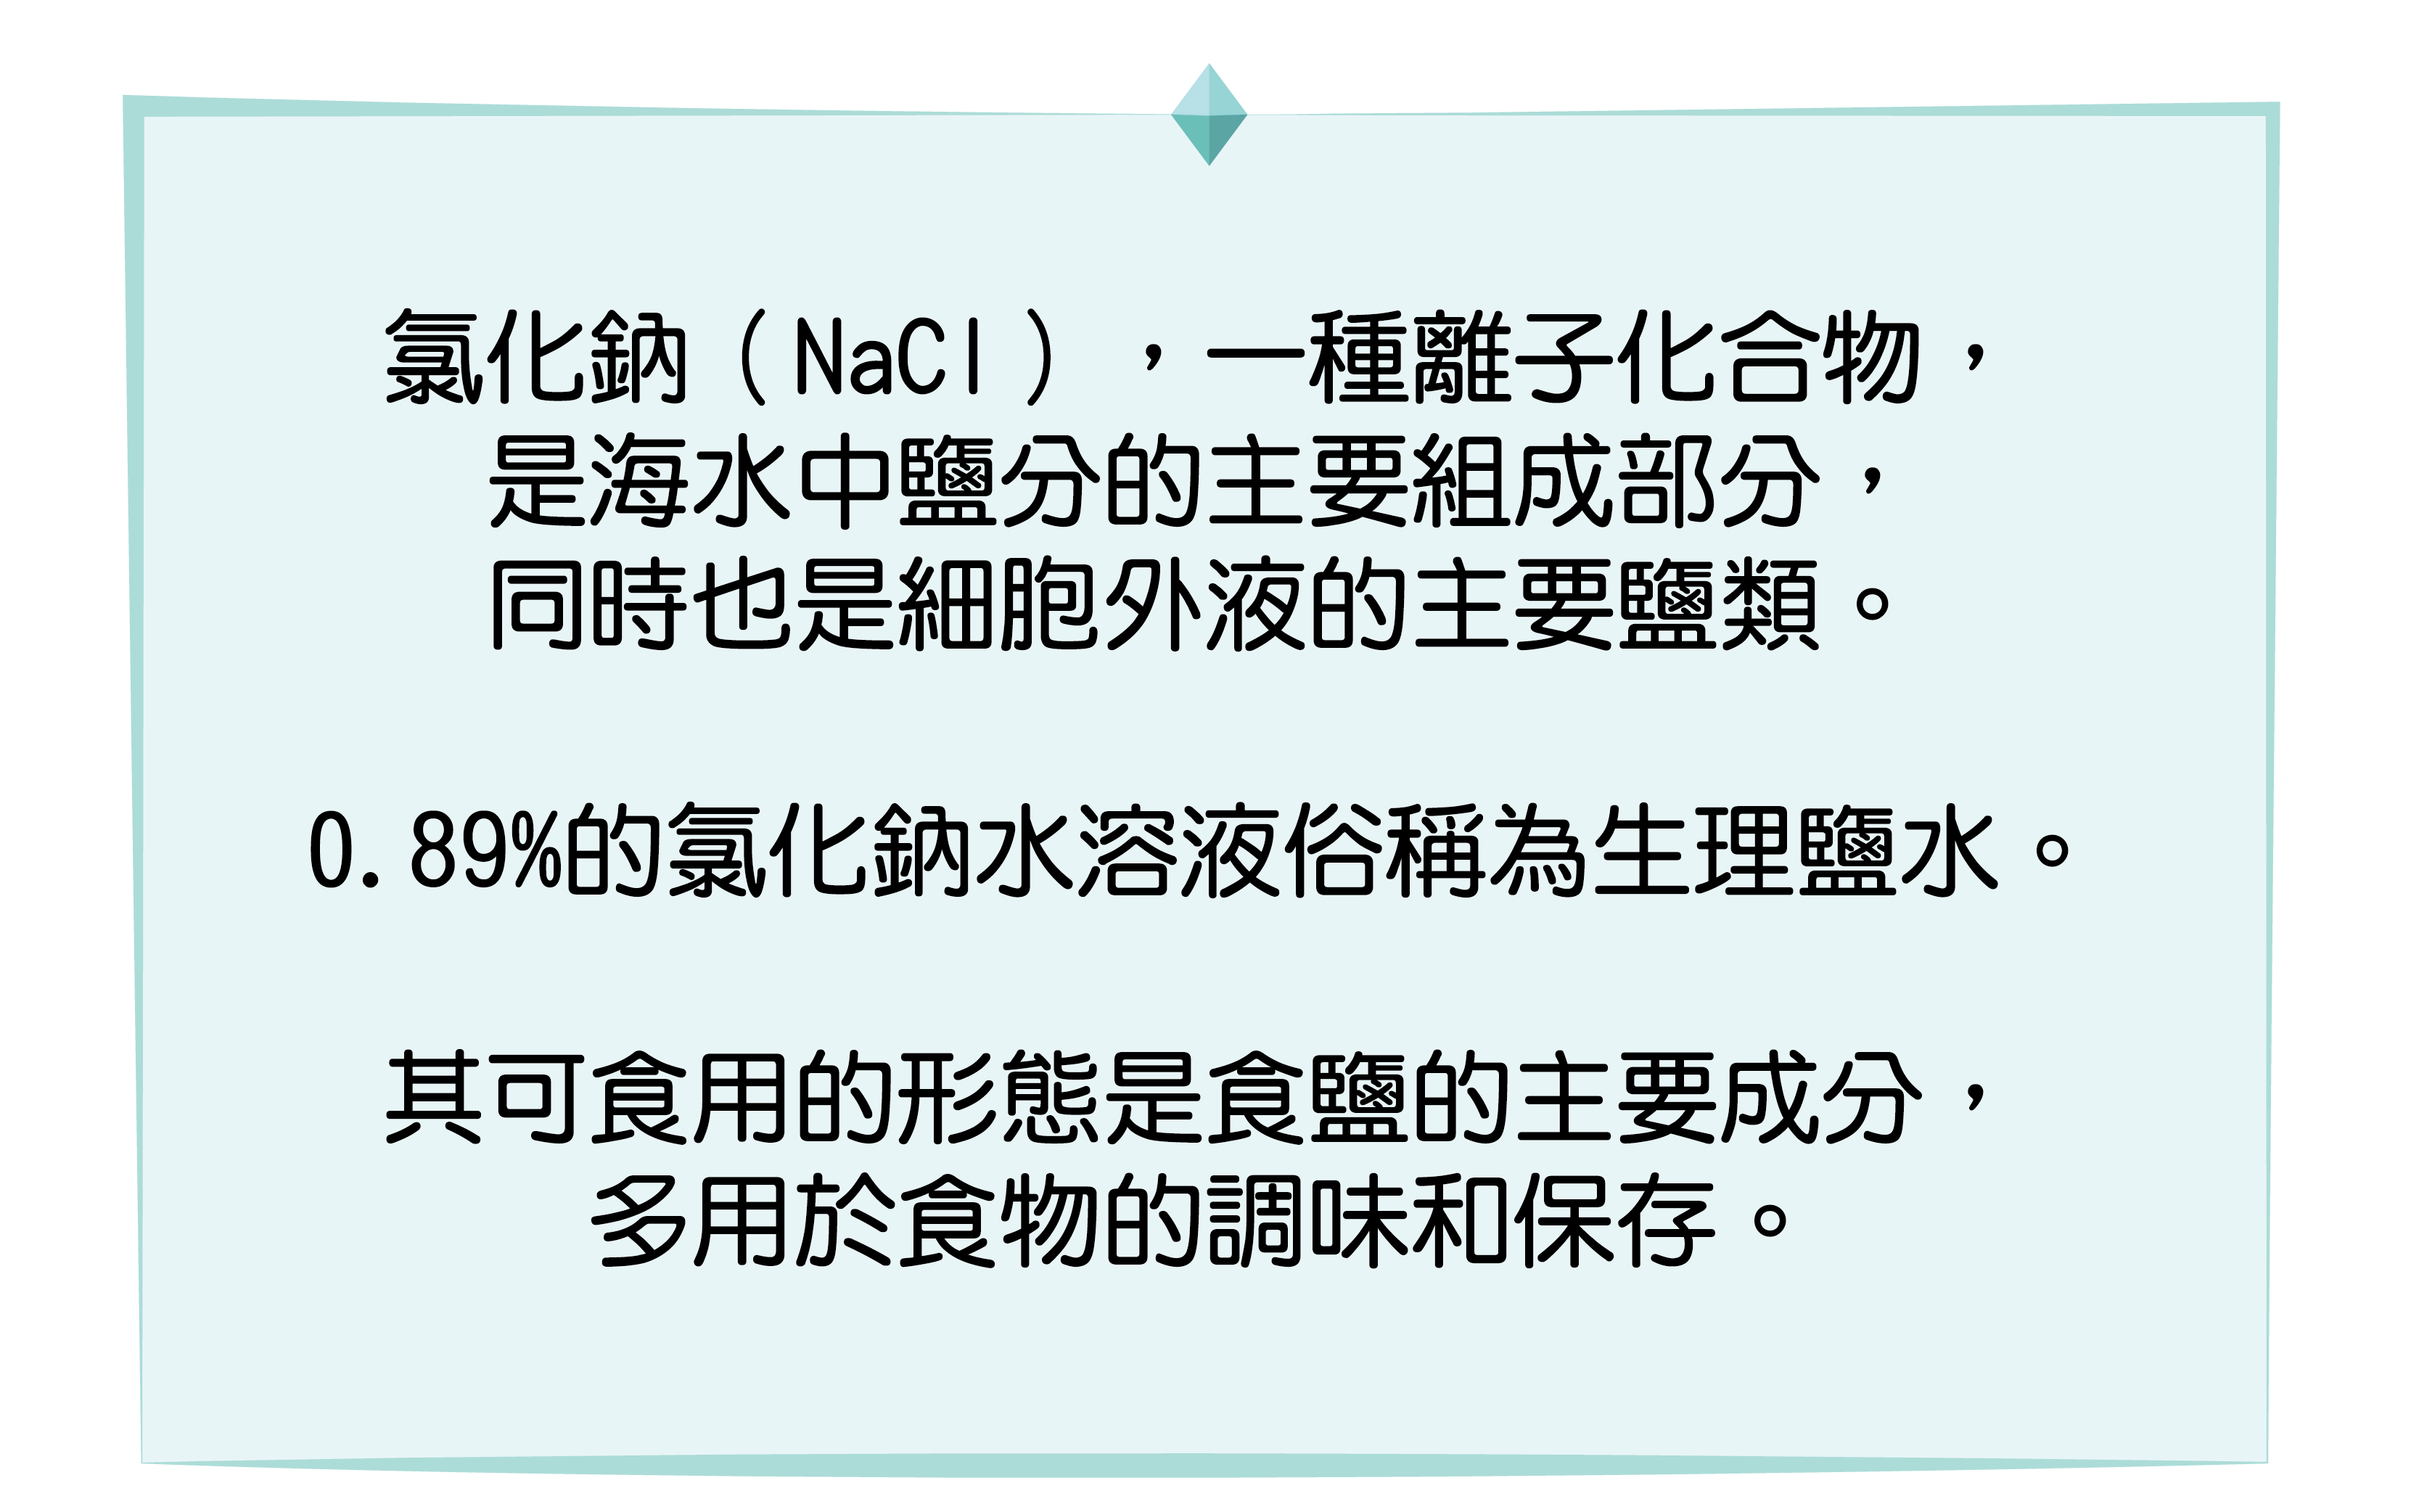 氯化鈉（NaCl），一種離子化合物，
是海水中鹽分的主要組成部分，
同時也是細胞外液的主要鹽類。
0.89%的氯化鈉水溶液俗稱為生理鹽水。
其可食用的形態是食鹽的主要成分，
多用於食物的調味和保存。